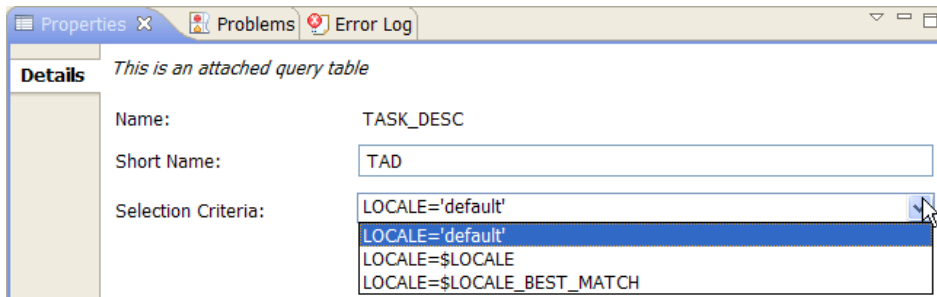 Properties Problems Error Log
Details
This is an attached query table
Name: TASK_DESC
Short Name: TAD
Selection Criteria: LOCALE='default'
LOCALE='default'
LOCALE=$LOCALE
LOCALE=$LOCALE_BEST_MATCH